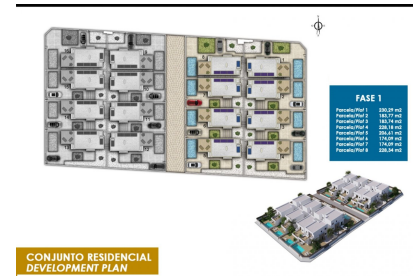 FASE 1
Parcela/Plot 1 230,29 m2
Parcela/Plot 2 183,77 m2
Parcela/Plot 3 183,74 m2
Parcela/Plot 4 228,18 m2
Parcela/Plot 5 206,61 m2
Parcela/Plot 6 174,09 m2
Parcela/Plot 7 174,09 m2
Parcela/Plot 8 228,54 m2
CONJUNTO RESIDENCIAL
DEVELOPMENT PLAN